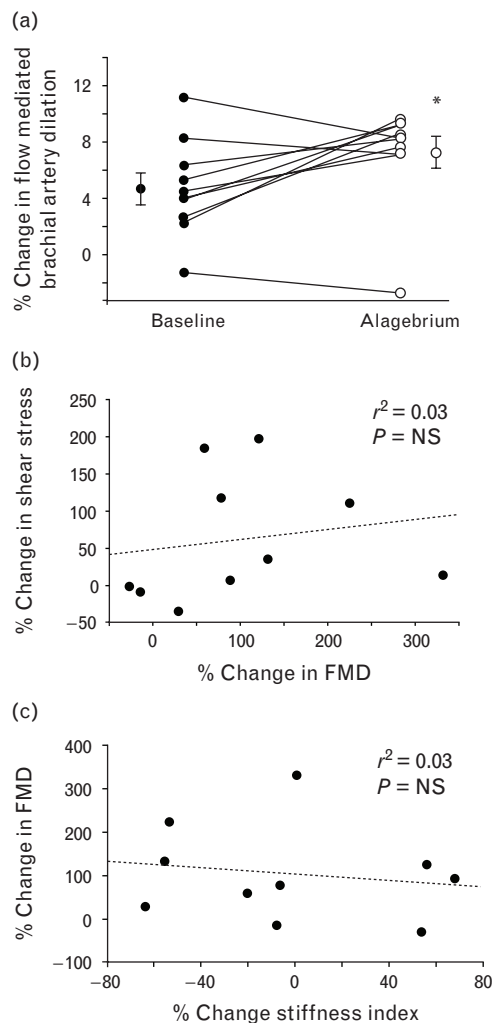 (a)
% Change in flow mediated
brachial artery dilation
12
8
4
0
*
Baseline
Alagebrium
(b)
% Change in shear stress
250
200
150
100
50
0
−50
r² = 0.03
P = NS
0
100
200
300
% Change in FMD
(c)
% Change in FMD
400
300
200
100
0
−100
r² = 0.03
P = NS
−80
−40
0
40
80
% Change stiffness index